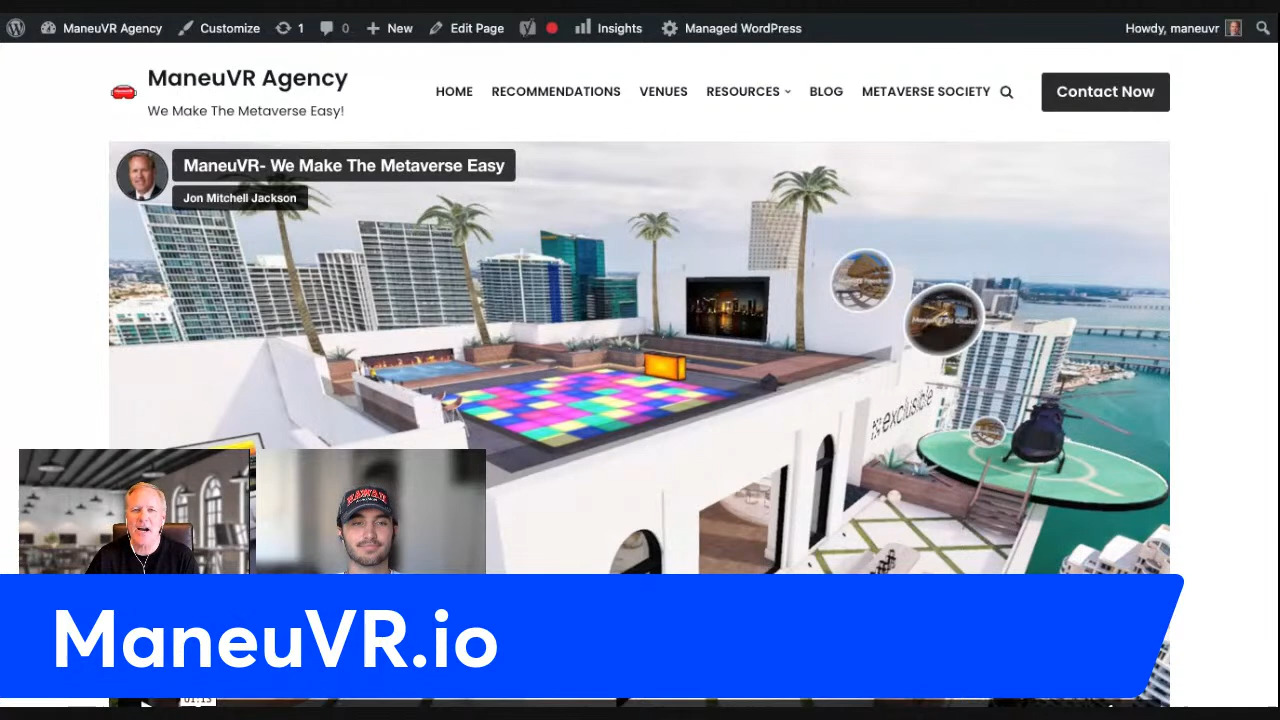 ManeuVR Agency Customize 1 0 New Edit Page Insights Managed WordPress Howdy, maneuvr
ManeuVR Agency
We Make The Metaverse Easy!
HOME RECOMMENDATIONS VENUES RESOURCES BLOG METAVERSE SOCIETY Contact Now
ManeuVR- We Make The Metaverse Easy
Jon Mitchell Jackson
exclusible
HAWAII
ManeuVR.io
01:13